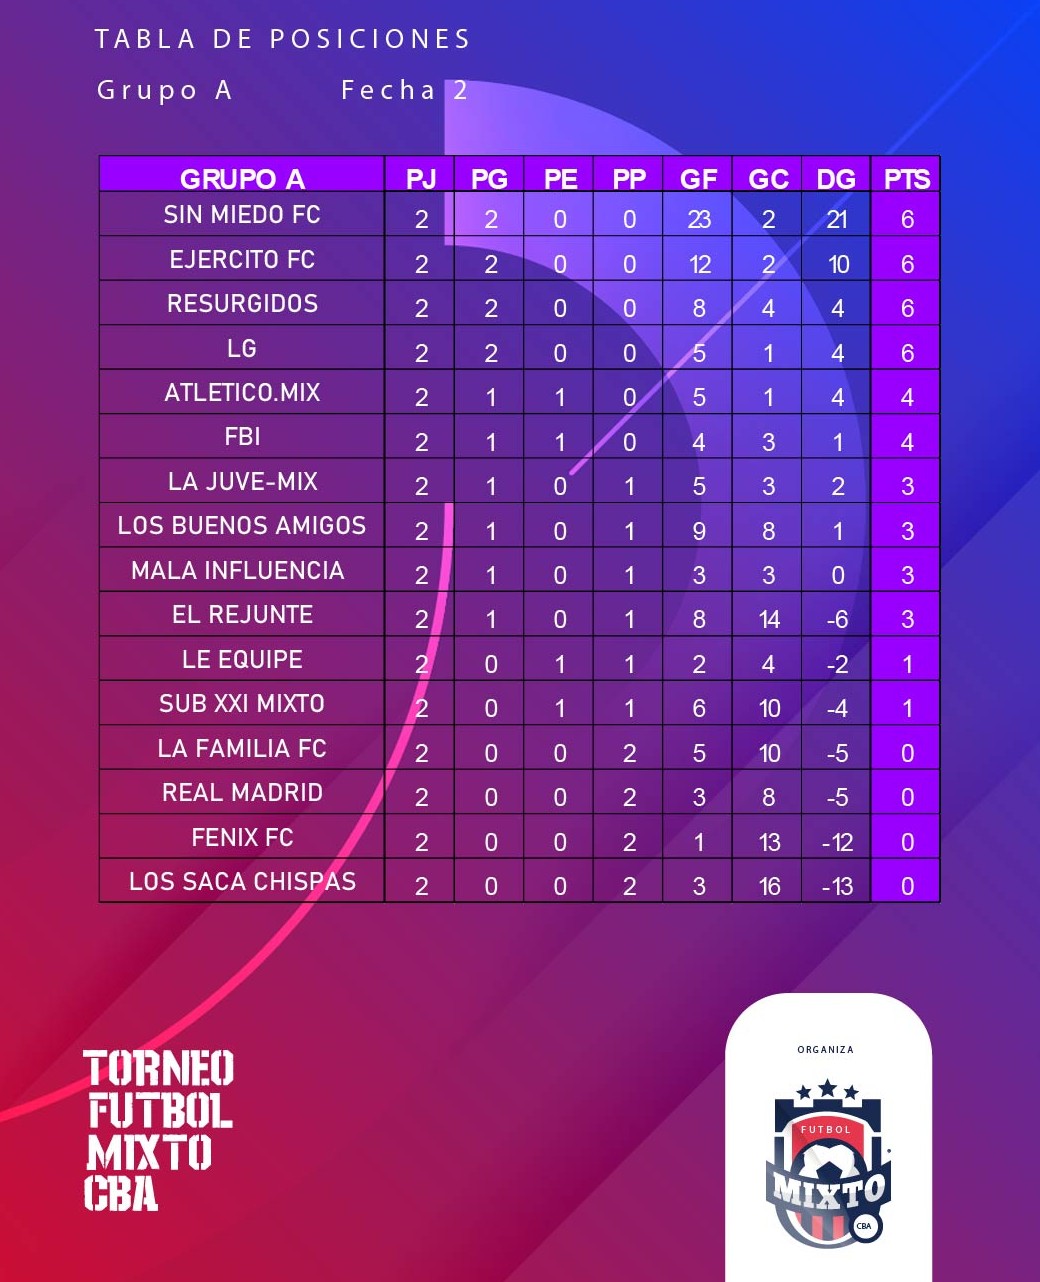 TABLA DE POSICIONES
Grupo A Fecha 2
GRUPO A PJ PG PE PP GF GC DG PTS
SIN MIEDO FC 2 2 0 0 23 2 21 6
EJERCITO FC 2 2 0 0 12 2 10 6
RESURGIDOS 2 2 0 0 8 4 4 6
LG 2 2 0 0 5 1 4 6
ATLETICO.MIX 2 1 1 0 5 1 4 4
FBI 2 1 1 0 4 3 1 4
LA JUVE-MIX 2 1 0 1 5 3 2 3
LOS BUENOS AMIGOS 2 1 0 1 9 8 1 3
MALA INFLUENCIA 2 1 0 1 3 3 0 3
EL REJUNTE 2 1 0 1 8 14 -6 3
LE EQUIPE 2 0 1 1 2 4 -2 1
SUB XXI MIXTO 2 0 1 1 6 10 -4 1
LA FAMILIA FC 2 0 0 2 5 10 -5 0
REAL MADRID 2 0 0 2 3 8 -5 0
FENIX FC 2 0 0 2 1 13 -12 0
LOS SACA CHISPAS 2 0 0 2 3 16 -13 0
TORNEO
FUTBOL
MIXTO
CBA
ORGANIZA
FUTBOL
MIXTO
CBA